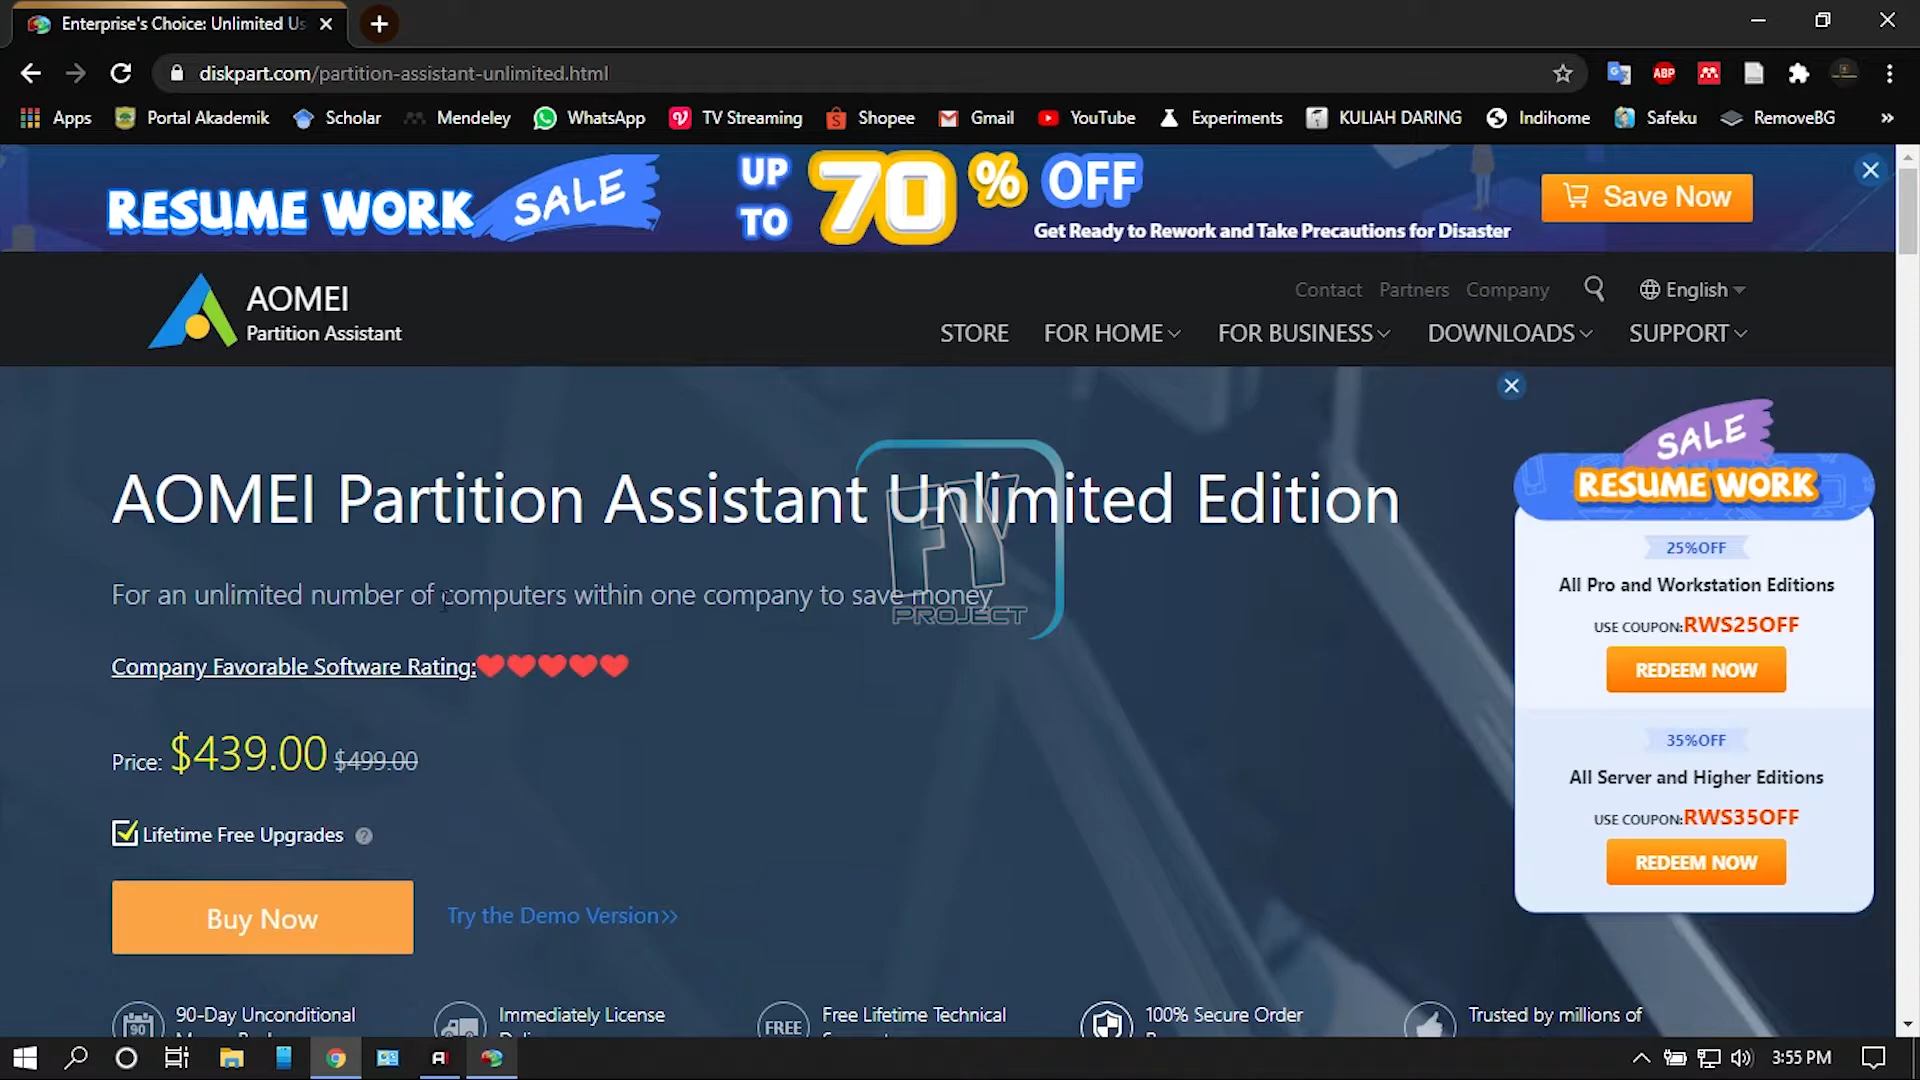 Enterprise's Choice: Unlimited Us
diskpart.com/partition-assistant-unlimited.html
ABP
Apps Portal Akademik Scholar Mendeley WhatsApp TV Streaming Shopee Gmail YouTube Experiments KULIAH DARING Indihome Safeku RemoveBG »
RESUME WORK SALE
UP TO 70% OFF
Get Ready to Rework and Take Precautions for Disaster
Save Now
AOMEI
Partition Assistant
Contact Partners Company English
STORE FOR HOME FOR BUSINESS DOWNLOADS SUPPORT
AOMEI Partition Assistant Unlimited Edition
For an unlimited number of computers within one company to save money
FY
PROJECT
Company Favorable Software Rating:
Price: $439.00 $499.00
Lifetime Free Upgrades ?
Buy Now
Try the Demo Version>>
SALE
RESUME WORK
25%OFF
All Pro and Workstation Editions
USE COUPON:RWS25OFF
REDEEM NOW
35%OFF
All Server and Higher Editions
USE COUPON:RWS35OFF
REDEEM NOW
90 90-Day Unconditional
Immediately License
FREE Free Lifetime Technical
100% Secure Order
Trusted by millions of
3:55 PM